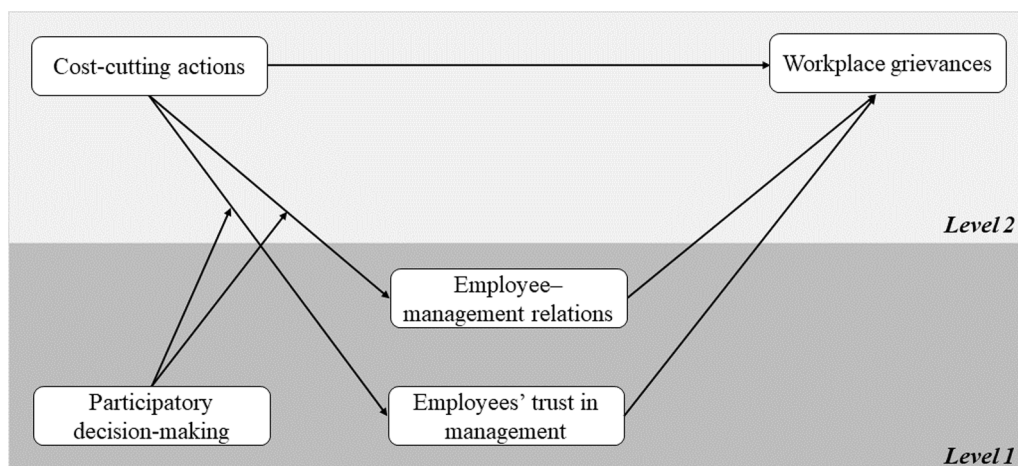 Cost-cutting actions
Workplace grievances
Level 2
Employee–
management relations
Participatory
decision-making
Employees’ trust in
management
Level 1